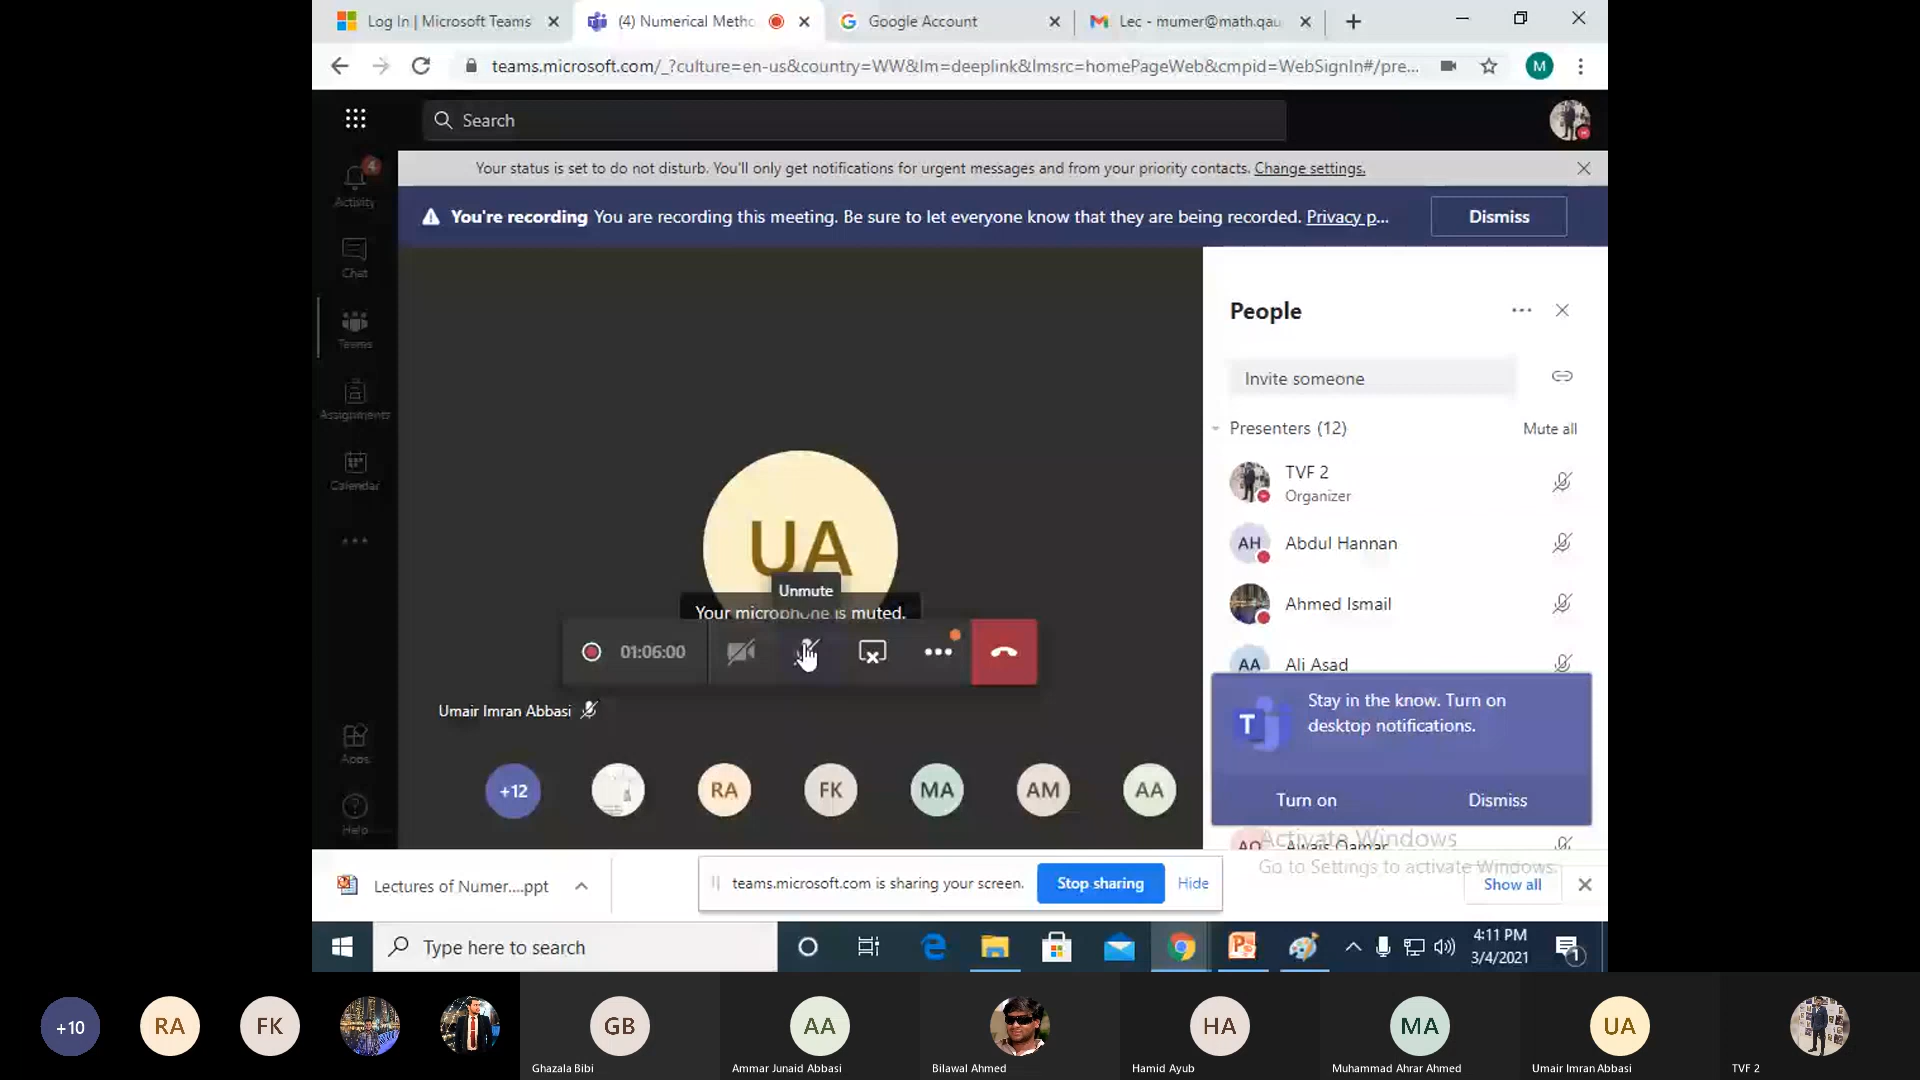 Log In | Microsoft Teams
(4) Numerical Metho
Google Account
Lec - mumer@math.qau
teams.microsoft.com/_?culture=en-us&country=WW&lm=deeplink&lmsrc=homePageWeb&cmpid=WebSignIn#/pre...
M
Search
4
Activity
Your status is set to do not disturb. You'll only get notifications for urgent messages and from your priority contacts. Change settings.
You're recording You are recording this meeting. Be sure to let everyone know that they are being recorded. Privacy p...
Dismiss
Chat
Teams
Assignments
Calendar
Apps
Help
UA
Unmute
Your microphone is muted.
01:06:00
Umair Imran Abbasi
+12
RA
FK
MA
AM
AA
People
Invite someone
Presenters (12)
Mute all
TVF 2
Organizer
AH
Abdul Hannan
Ahmed Ismail
AA
Ali Asad
T
Stay in the know. Turn on
desktop notifications.
Turn on
Dismiss
AQ
Awais Qamar
Activate Windows
Go to Settings to activate Windows.
Lectures of Numer....ppt
teams.microsoft.com is sharing your screen.
Stop sharing
Hide
Show all
Type here to search
4:11 PM
3/4/2021
1
+10
RA
FK
GB
AA
HA
MA
UA
Ghazala Bibi
Ammar Junaid Abbasi
Bilawal Ahmed
Hamid Ayub
Muhammad Ahrar Ahmed
Umair Imran Abbasi
TVF 2